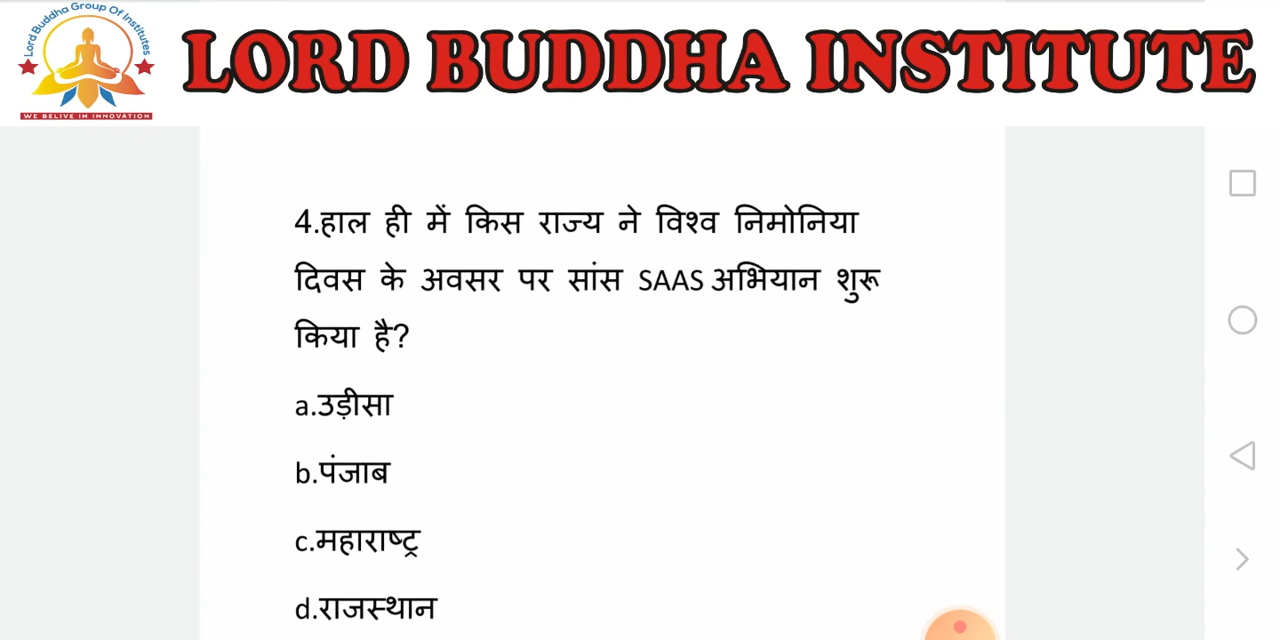 Lord Buddha Group Of Institutes
WE BELIVE IN INNOVATION
LORD BUDDHA INSTITUTE
4.हाल ही में किस राज्य ने विश्व निमोनिया
दिवस के अवसर पर सांस SAAS अभियान शुरू
किया है?
a.उड़ीसा
b.पंजाब
c.महाराष्ट्र
d.राजस्थान